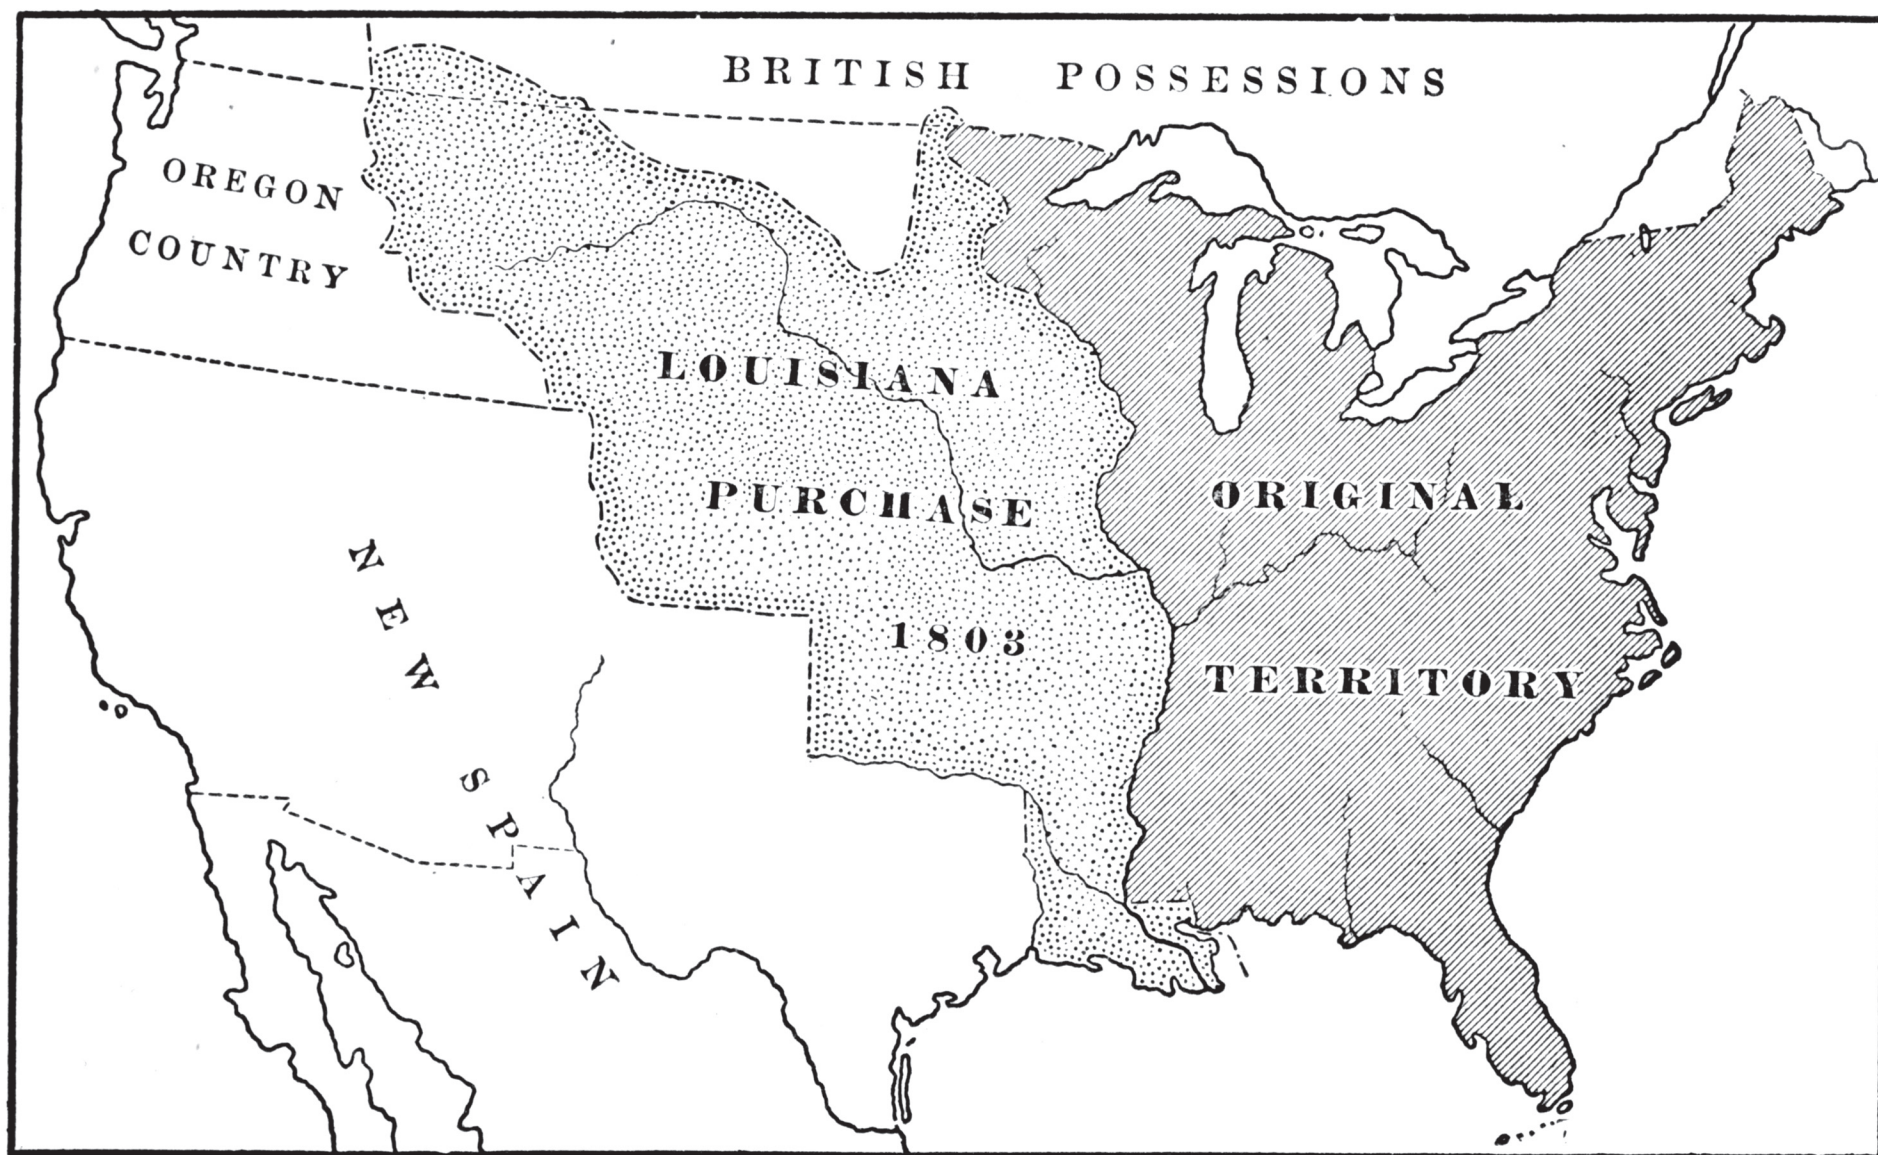 BRITISH POSSESSIONS
OREGON
COUNTRY
LOUISIANA
PURCHASE
1803
ORIGINAL
TERRITORY
NEW SPAIN